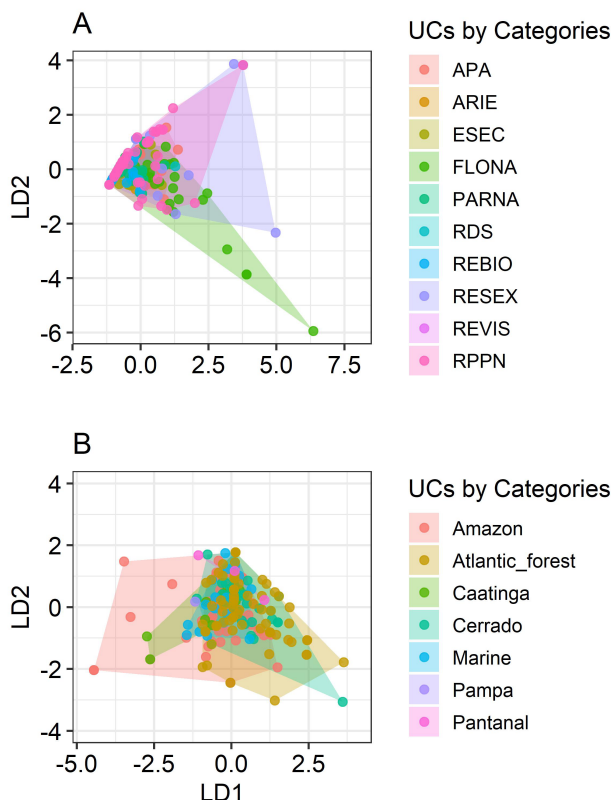 A
UCs by Categories
4
2
0
-2
-4
-6
LD2
-2.5 0.0 2.5 5.0 7.5
APA
ARIE
ESEC
FLONA
PARNA
RDS
REBIO
RESEX
REVIS
RPPN
B
UCs by Categories
4
2
0
-2
-4
LD2
-5.0 -2.5 0.0 2.5
LD1
Amazon
Atlantic_forest
Caatinga
Cerrado
Marine
Pampa
Pantanal